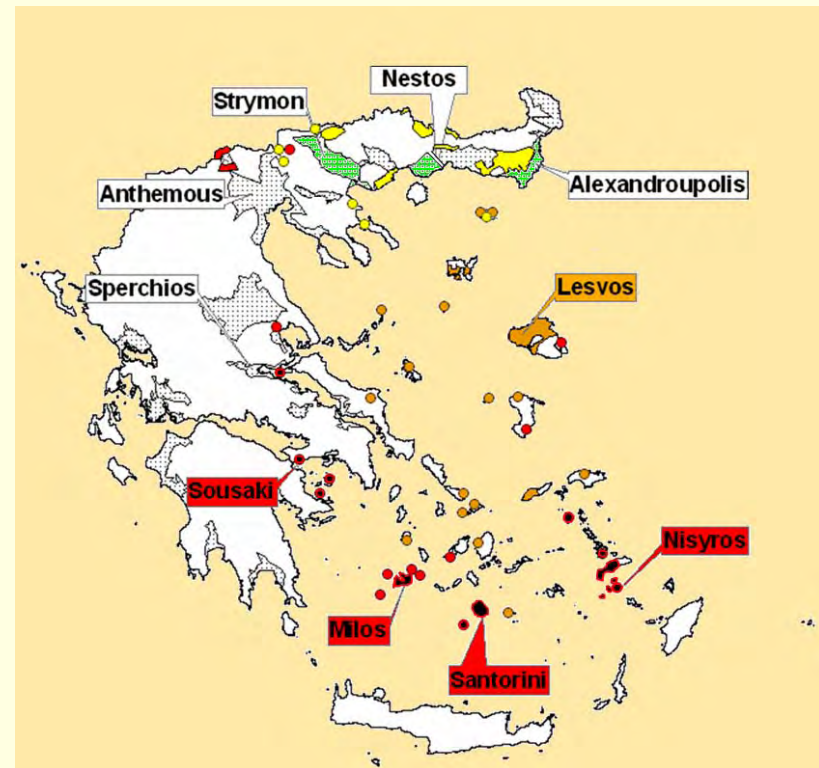 Nestos
Strymon
Alexandroupolis
Anthemous
Sperchios
Lesvos
Sousaki
Nisyros
Milos
Santorini